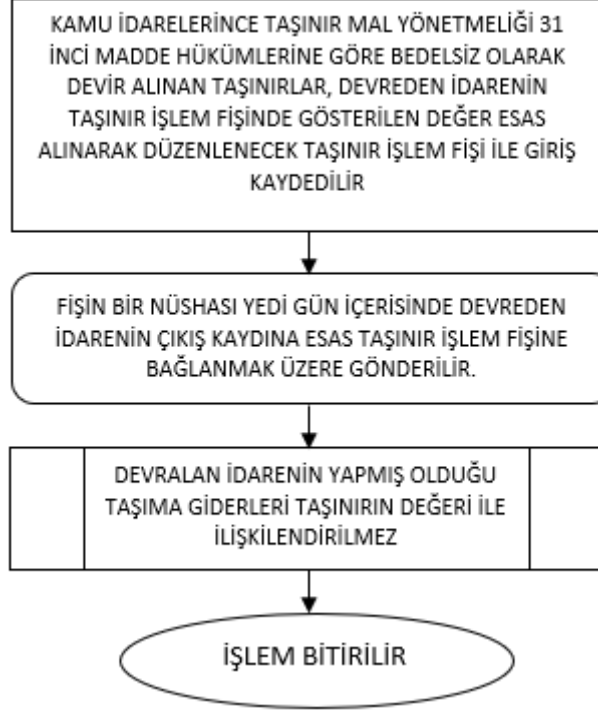 KAMU İDARELERİNCE TAŞINIR MAL YÖNETMELİĞİ 31
İNCİ MADDE HÜKÜMLERİNE GÖRE BEDELSİZ OLARAK
DEVİR ALINAN TAŞINIRLAR, DEVREDEN İDARENİN
TAŞINIR İŞLEM FİŞİNDE GÖSTERİLEN DEĞER ESAS
ALINARAK DÜZENLENECEK TAŞINIR İŞLEM FİŞİ İLE GİRİŞ
KAYDEDİLİR
FİŞİN BİR NÜSHASI YEDİ GÜN İÇERİSİNDE DEVREDEN
İDARENİN ÇIKIŞ KAYDINA ESAS TAŞINIR İŞLEM FİŞİNE
BAĞLANMAK ÜZERE GÖNDERİLİR.
DEVRALAN İDARENİN YAPMIŞ OLDUĞU
TAŞIMA GİDERLERİ TAŞINIRIN DEĞERİ İLE
İLİŞKİLENDİRİLMEZ
İŞLEM BİTİRİLİR